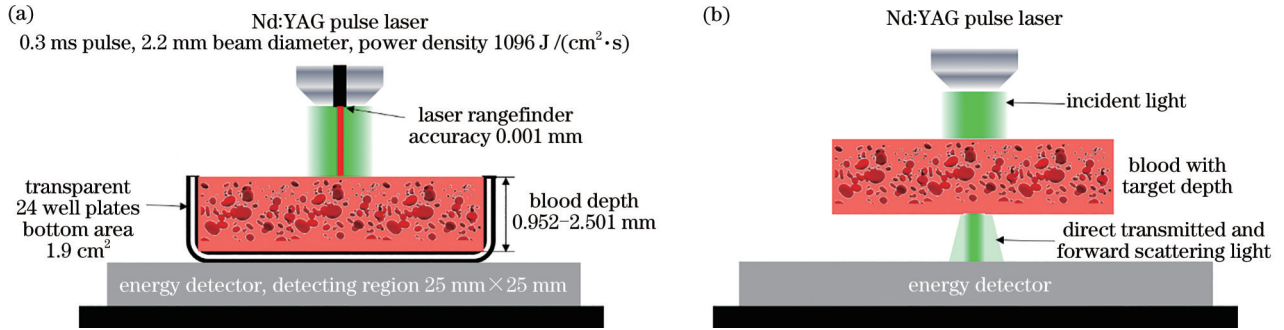 (a)
Nd:YAG pulse laser
0.3 ms pulse, 2.2 mm beam diameter, power density 1096 J /(cm²·s)
laser rangefinder
accuracy 0.001 mm
transparent
24 well plates
bottom area
1.9 cm²
blood depth
0.952–2.501 mm
energy detector, detecting region 25 mm×25 mm
(b)
Nd:YAG pulse laser
incident light
blood with
target depth
direct transmitted and
forward scattering light
energy detector